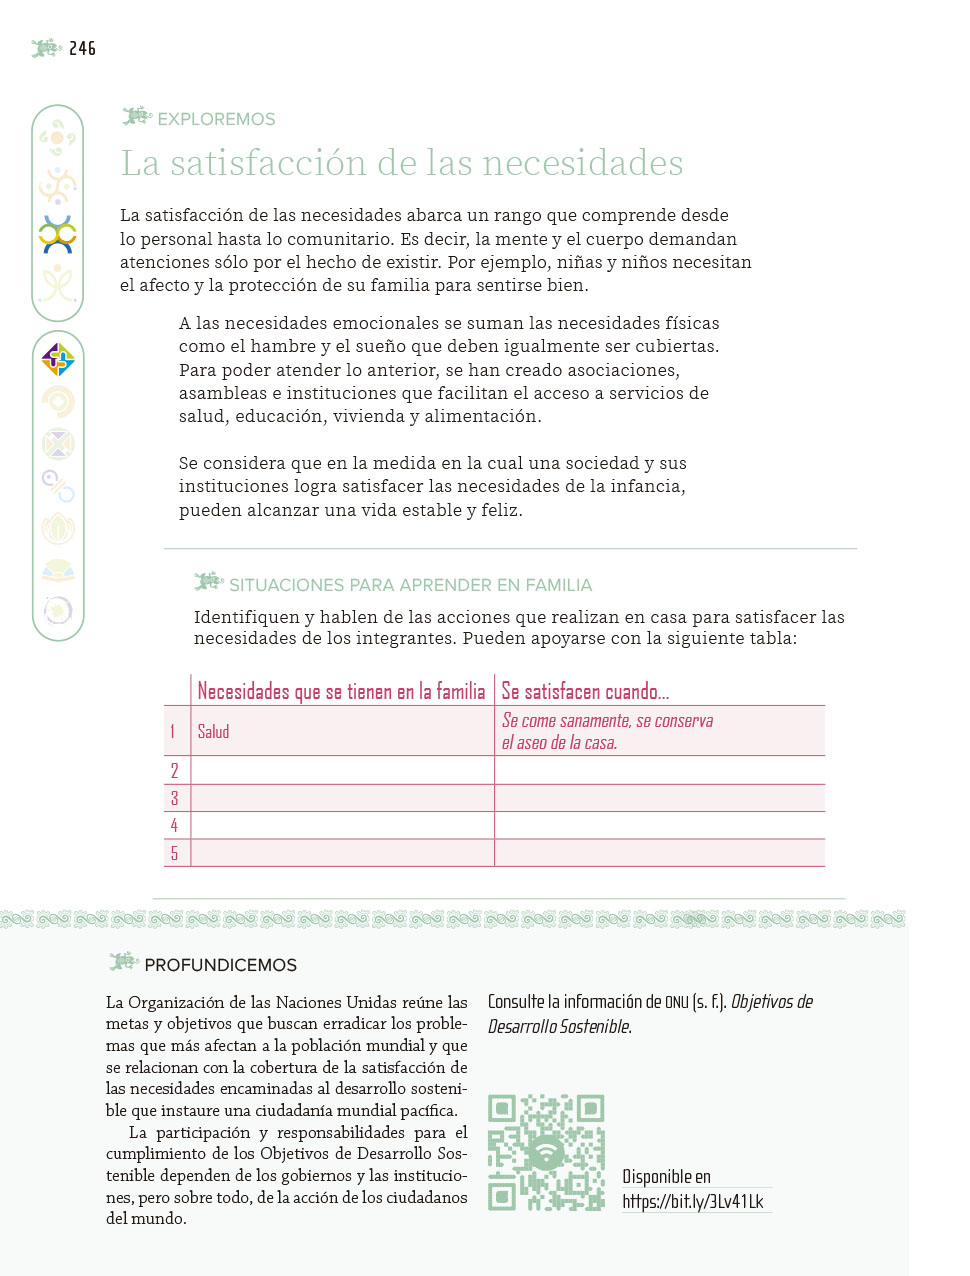 246
EXPLOREMOS
La satisfacción de las necesidades
La satisfacción de las necesidades abarca un rango que comprende desde
lo personal hasta lo comunitario. Es decir, la mente y el cuerpo demandan
atenciones sólo por el hecho de existir. Por ejemplo, niñas y niños necesitan
el afecto y la protección de su familia para sentirse bien.
A las necesidades emocionales se suman las necesidades físicas
como el hambre y el sueño que deben igualmente ser cubiertas.
Para poder atender lo anterior, se han creado asociaciones,
asambleas e instituciones que facilitan el acceso a servicios de
salud, educación, vivienda y alimentación.
Se considera que en la medida en la cual una sociedad y sus
instituciones logra satisfacer las necesidades de la infancia,
pueden alcanzar una vida estable y feliz.
SITUACIONES PARA APRENDER EN FAMILIA
Identifiquen y hablen de las acciones que realizan en casa para satisfacer las
necesidades de los integrantes. Pueden apoyarse con la siguiente tabla:
Necesidades que se tienen en la familia Se satisfacen cuando...
1 Salud Se come sanamente, se conserva
el aseo de la casa.
2
3
4
5
PROFUNDICEMOS
La Organización de las Naciones Unidas reúne las
metas y objetivos que buscan erradicar los proble-
mas que más afectan a la población mundial y que
se relacionan con la cobertura de la satisfacción de
las necesidades encaminadas al desarrollo sosteni-
ble que instaure una ciudadanía mundial pacífica.
La participación y responsabilidades para el
cumplimiento de los Objetivos de Desarrollo Sos-
tenible dependen de los gobiernos y las institucio-
nes, pero sobre todo, de la acción de los ciudadanos
del mundo.
Consulte la información de ONU (s. f.). Objetivos de
Desarrollo Sostenible.
Disponible en
https://bit.ly/3Lv41Lk